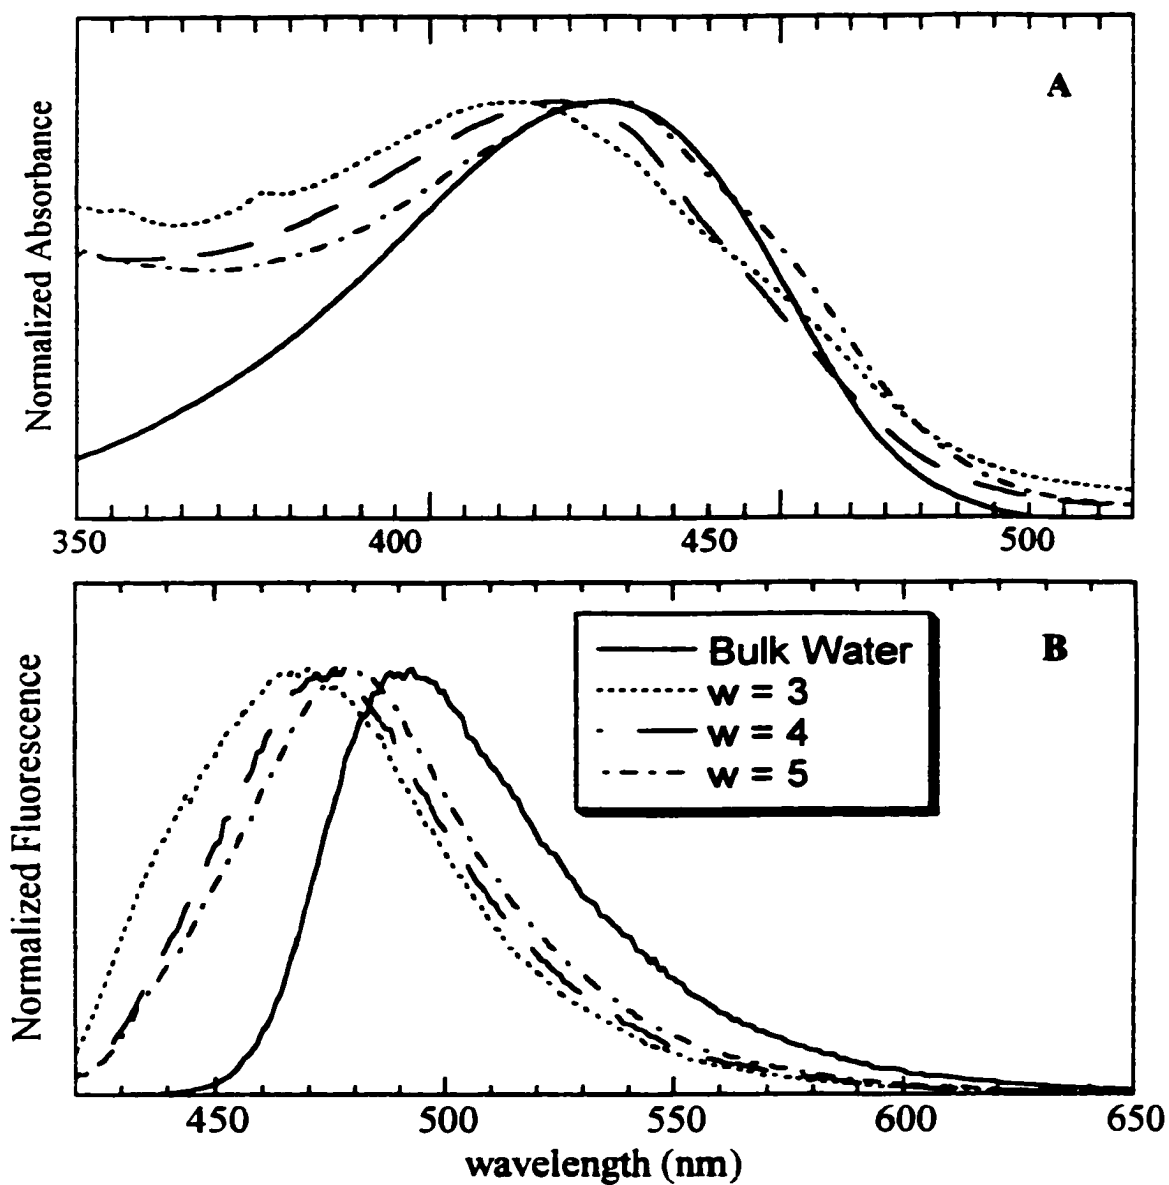 A
Normalized Absorbance
350 400 450 500
B
Bulk Water
w = 3
w = 4
w = 5
Normalized Fluorescence
450 500 550 600 650
wavelength (nm)